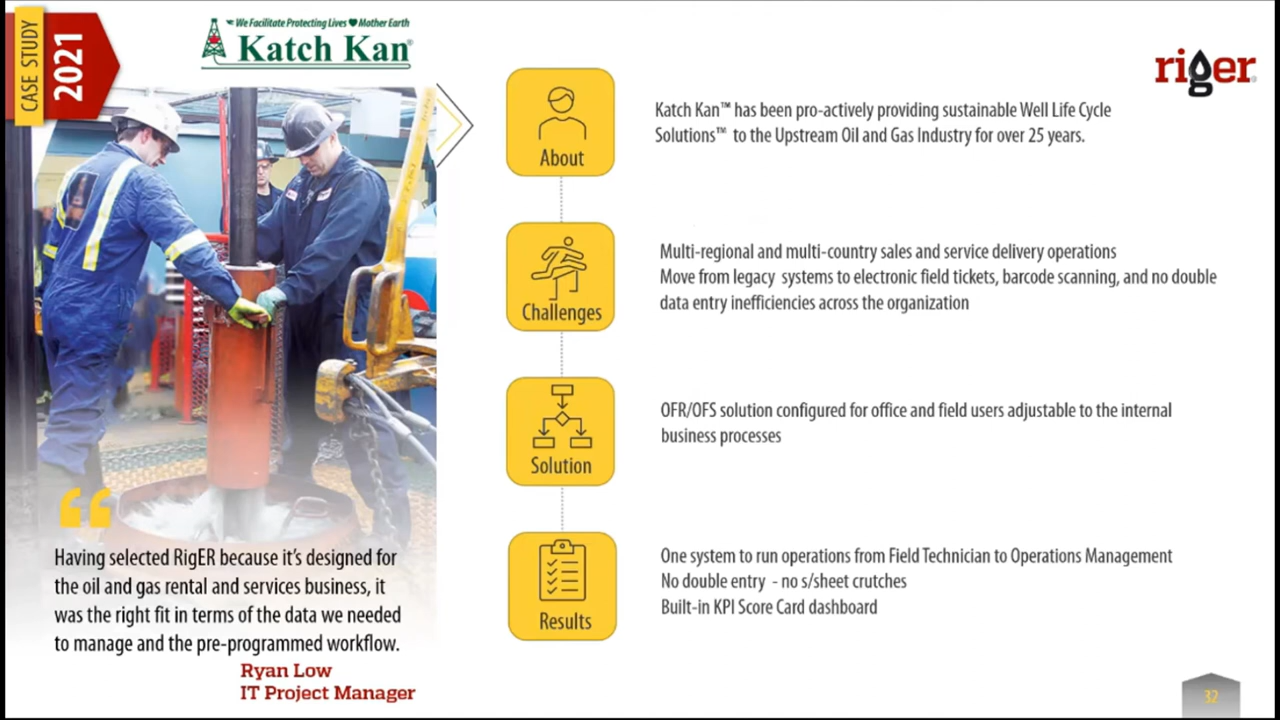 CASE STUDY
2021
We Facilitate Protecting Lives ♥ Mother Earth
Katch Kan®
riger®
About
Katch Kan™ has been pro-actively providing sustainable Well Life Cycle
Solutions™ to the Upstream Oil and Gas Industry for over 25 years.
Challenges
Multi-regional and multi-country sales and service delivery operations
Move from legacy systems to electronic field tickets, barcode scanning, and no double
data entry inefficiencies across the organization
Solution
OFR/OFS solution configured for office and field users adjustable to the internal
business processes
Results
One system to run operations from Field Technician to Operations Management
No double entry - no s/sheet crutches
Built-in KPI Score Card dashboard
“
Having selected RigER because it’s designed for
the oil and gas rental and services business, it
was the right fit in terms of the data we needed
to manage and the pre-programmed workflow.
Ryan Low
IT Project Manager
32